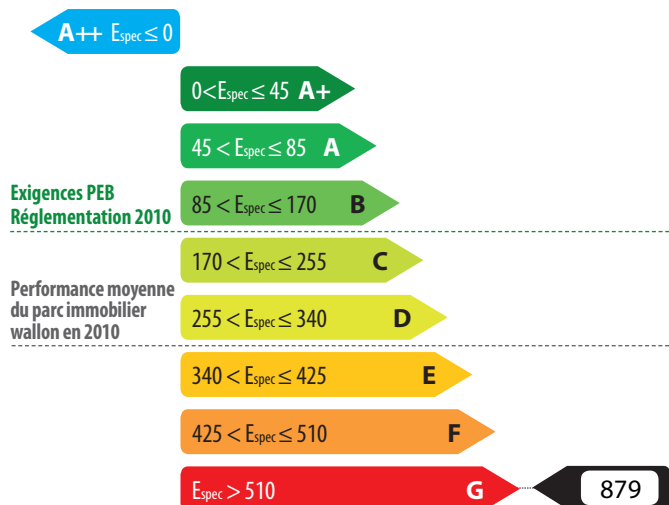 A++ Espec ≤ 0
0<Espec ≤ 45 A+
45 < Espec ≤ 85 A
Exigences PEB
Réglementation 2010
85 < Espec ≤ 170 B
170 < Espec ≤ 255 C
Performance moyenne
du parc immobilier
wallon en 2010
255 < Espec ≤ 340 D
340 < Espec ≤ 425 E
425 < Espec ≤ 510 F
Espec > 510 G 879